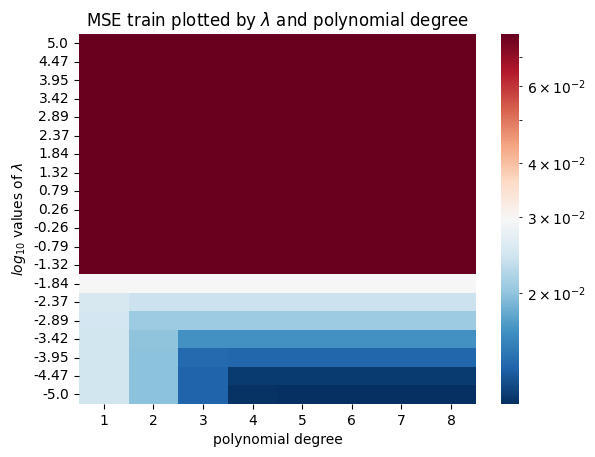 MSE train plotted by λ and polynomial degree
log₁₀ values of λ
5.0
4.47
3.95
3.42
2.89
2.37
1.84
1.32
0.79
0.26
-0.26
-0.79
-1.32
-1.84
-2.37
-2.89
-3.42
-3.95
-4.47
-5.0
1 2 3 4 5 6 7 8
polynomial degree
6 × 10⁻²
4 × 10⁻²
3 × 10⁻²
2 × 10⁻²